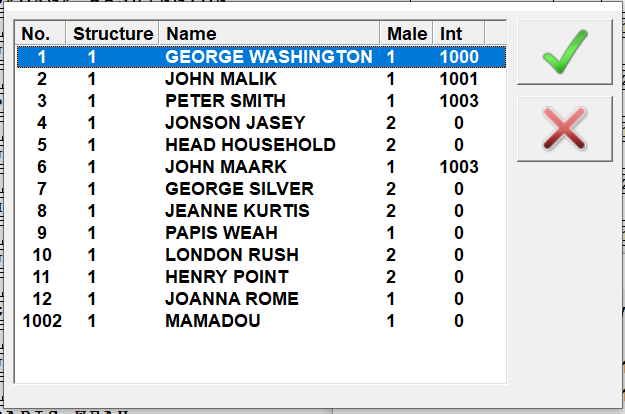 No. Structure Name Male Int
1 1 GEORGE WASHINGTON 1 1000
2 1 JOHN MALIK 1 1001
3 1 PETER SMITH 1 1003
4 1 JONSON JASEY 2 0
5 1 HEAD HOUSEHOLD 2 0
6 1 JOHN MAARK 1 1003
7 1 GEORGE SILVER 2 0
8 1 JEANNE KURTIS 2 0
9 1 PAPIS WEAH 1 0
10 1 LONDON RUSH 2 0
11 1 HENRY POINT 2 0
12 1 JOANNA ROME 1 0
1002 1 MAMADOU 1 0